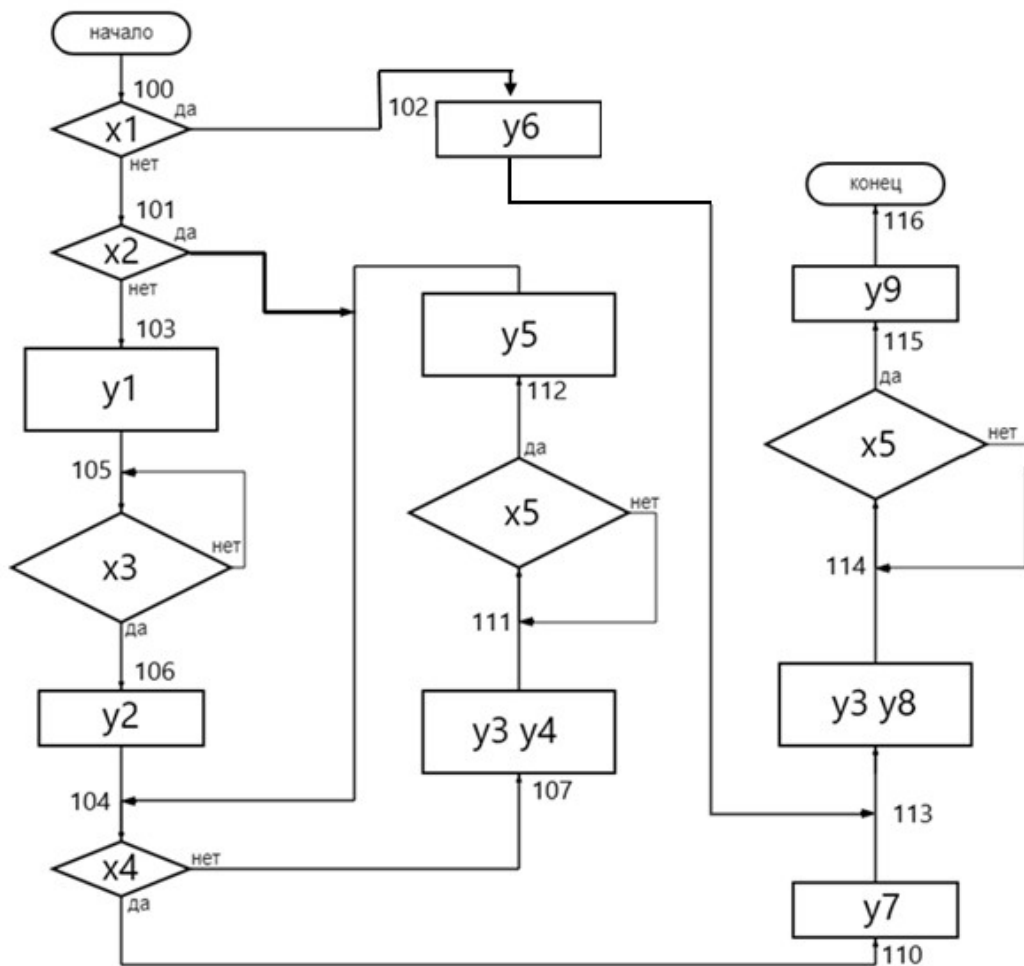 начало
100
x1
да
нет
102
y6
101
x2
да
нет
103
y1
105
x3
нет
да
106
y2
104
x4
нет
да
y5
112
да
x5
нет
111
y3 y4
107
конец
116
y9
115
да
x5
нет
114
y3 y8
113
y7
110